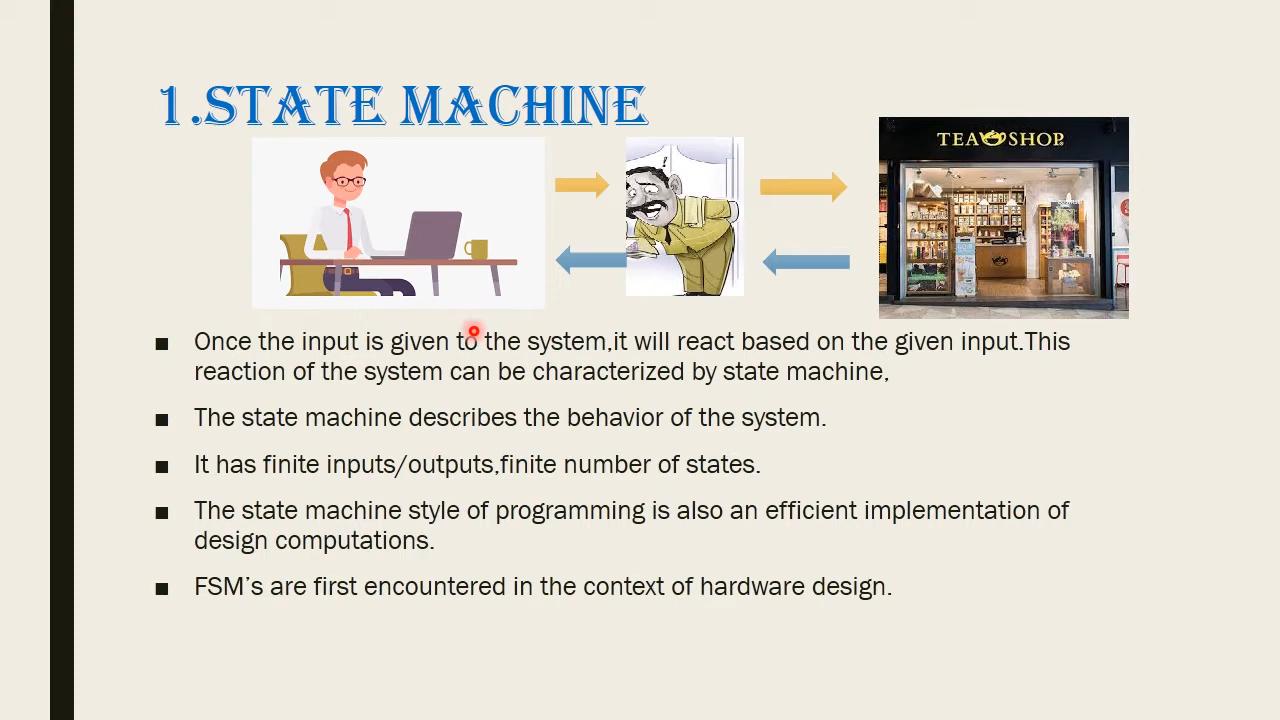 1.STATE MACHINE
TEA SHOP
!
■ Once the input is given to the system,it will react based on the given input.This
reaction of the system can be characterized by state machine,
■ The state machine describes the behavior of the system.
■ It has finite inputs/outputs,finite number of states.
■ The state machine style of programming is also an efficient implementation of
design computations.
■ FSM’s are first encountered in the context of hardware design.